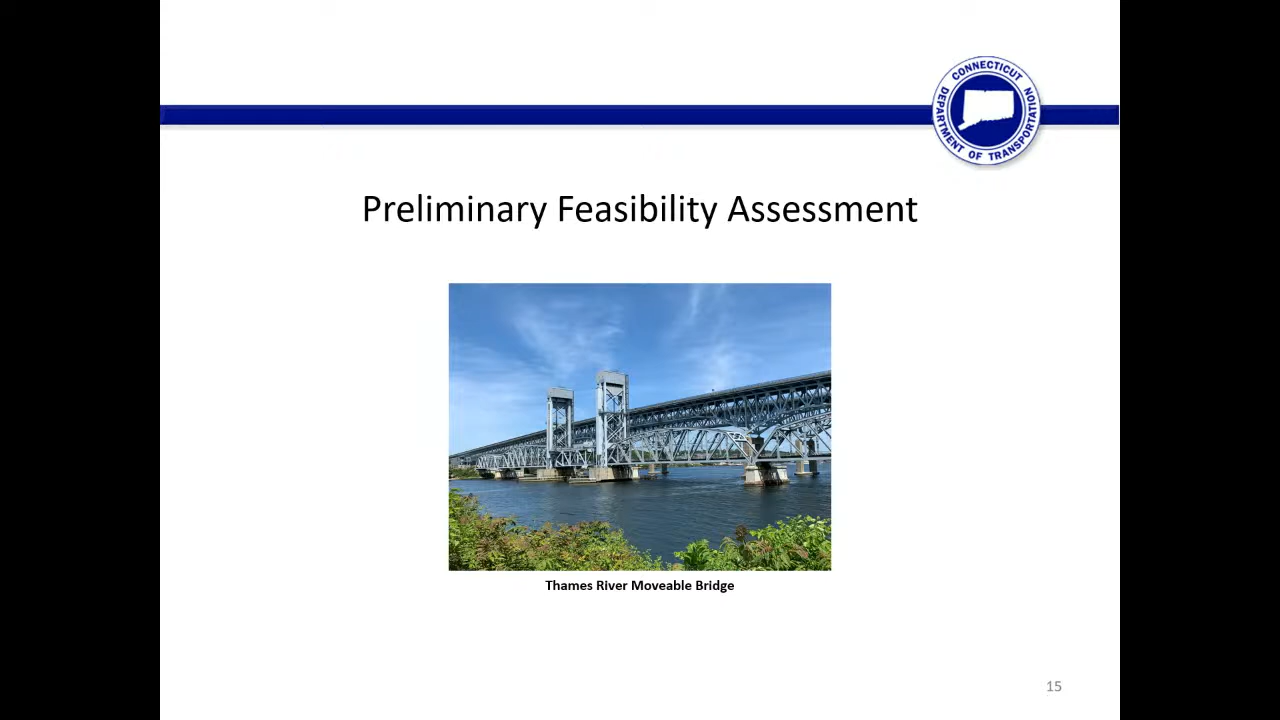 CONNECTICUT
DEPARTMENT OF TRANSPORTATION
Preliminary Feasibility Assessment
Thames River Moveable Bridge
15